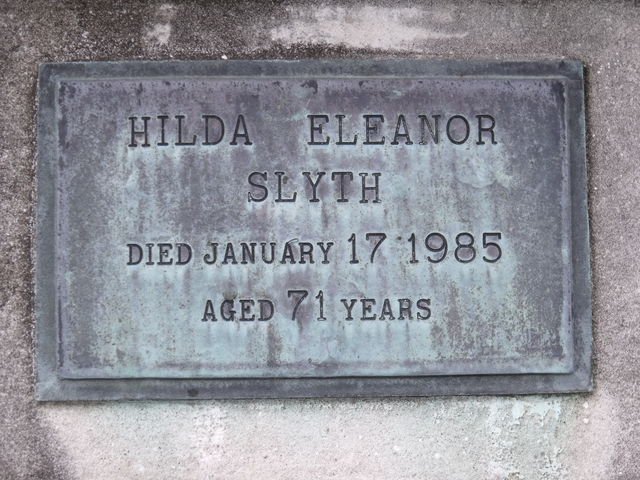 HILDA ELEANOR
SLYTH
DIED JANUARY 17 1985
AGED 71 YEARS